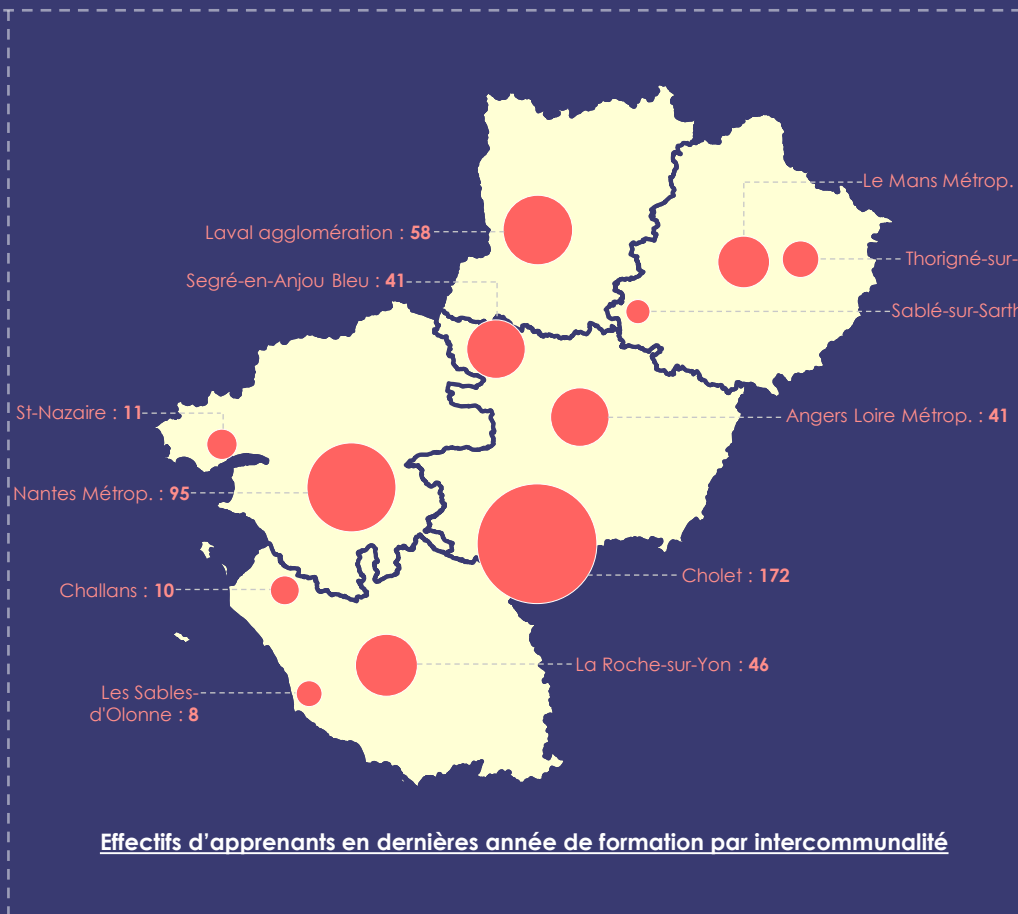 Le Mans Métrop.
Laval agglomération : 58
Thorigné-sur-
Segré-en-Anjou Bleu : 41
Sablé-sur-Sarth
St-Nazaire : 11
Angers Loire Métrop. : 41
Nantes Métrop. : 95
Cholet : 172
Challans : 10
La Roche-sur-Yon : 46
Les Sables-
d'Olonne : 8
Effectifs d’apprenants en dernières année de formation par intercommunalité